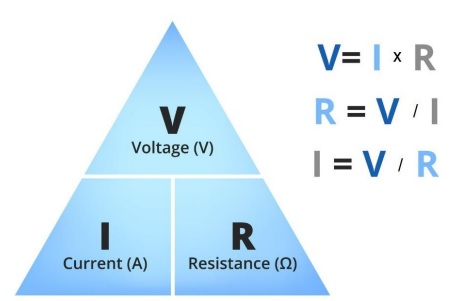 V
Voltage (V)
I
Current (A)
R
Resistance (Ω)
V= I x R
R = V / I
I = V / R